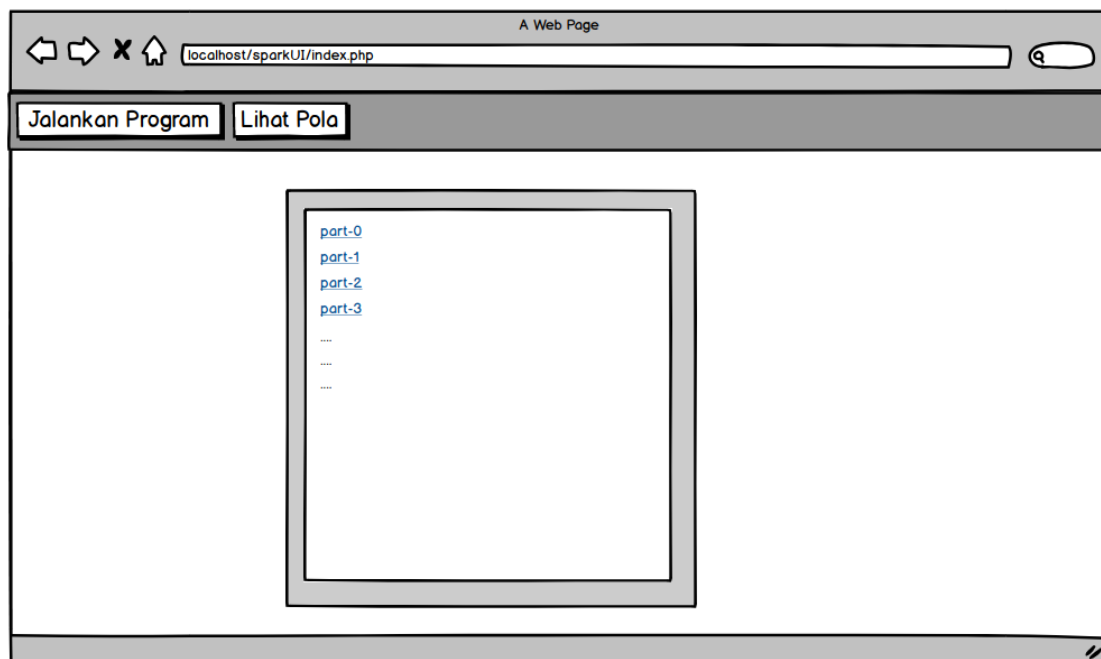 A Web Page
localhost/sparkUI/index.php
Jalankan Program Lihat Pola
part-0
part-1
part-2
part-3
....
....
....